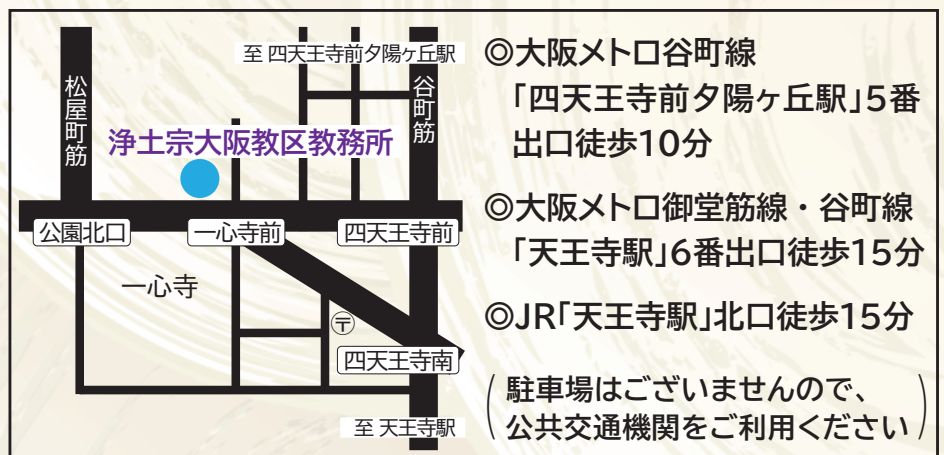 至 四天王寺前夕陽ヶ丘駅
松屋町筋
谷町筋
浄土宗大阪教区教務所
公園北口
一心寺前
四天王寺前
一心寺
〒
四天王寺南
至 天王寺駅
◎大阪メトロ谷町線
「四天王寺前夕陽ヶ丘駅」5番
出口徒歩10分
◎大阪メトロ御堂筋線・谷町線
「天王寺駅」6番出口徒歩15分
◎JR「天王寺駅」北口徒歩15分
(駐車場はございませんので、
公共交通機関をご利用ください)